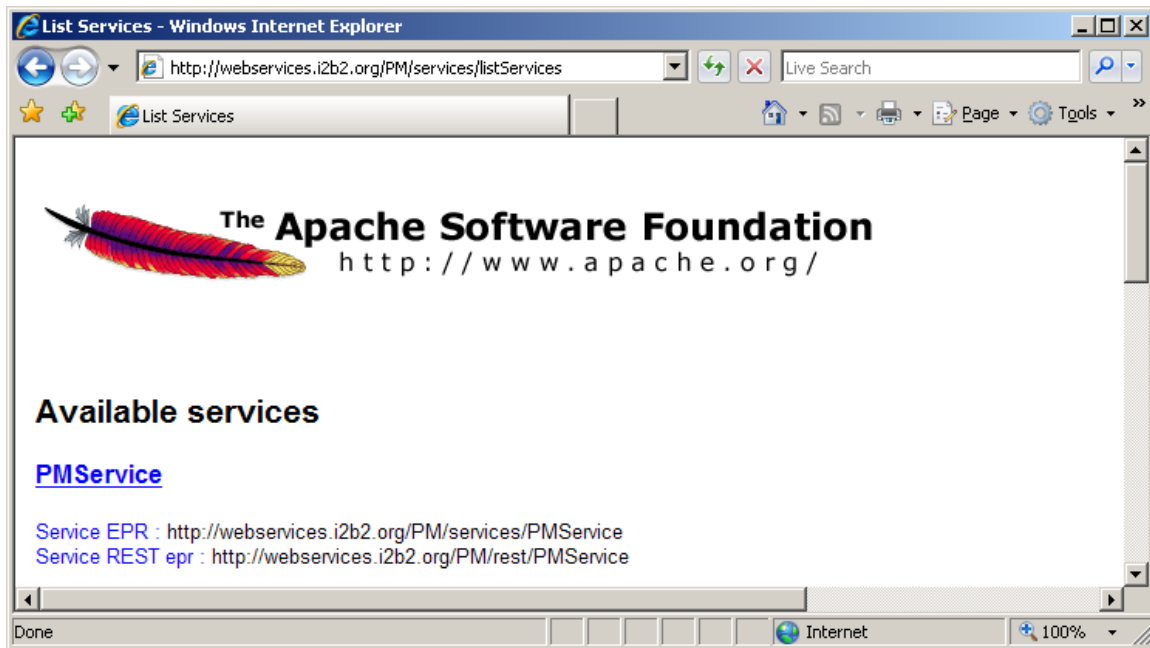 List Services - Windows Internet Explorer
http://webservices.i2b2.org/PM/services/listServices
Live Search
List Services
Page
Tools
»
The Apache Software Foundation
http://www.apache.org/
Available services
PMService
Service EPR : http://webservices.i2b2.org/PM/services/PMService
Service REST epr : http://webservices.i2b2.org/PM/rest/PMService
Done
Internet
100%